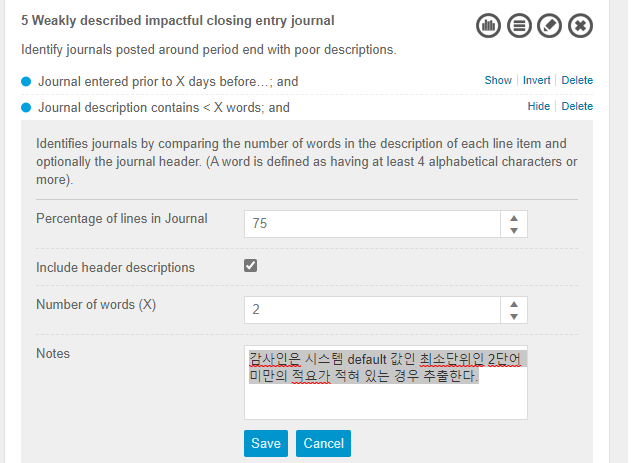 5 Weakly described impactful closing entry journal
Identify journals posted around period end with poor descriptions.
Journal entered prior to X days before…; and
Show Invert Delete
Journal description contains < X words; and
Hide Delete
Identifies journals by comparing the number of words in the description of each line item and
optionally the journal header. (A word is defined as having at least 4 alphabetical characters or
more).
Percentage of lines in Journal
75
Include header descriptions
Number of words (X)
2
Notes
감사인은 시스템 default 값인 최소단위인 2단어
미만의 적요가 적혀 있는 경우 추출한다.
Save Cancel